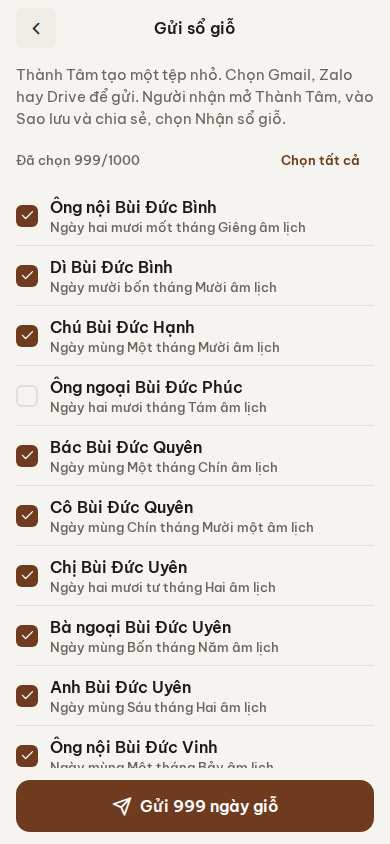 Gửi sổ giỗ
Thành Tâm tạo một tệp nhỏ. Chọn Gmail, Zalo
hay Drive để gửi. Người nhận mở Thành Tâm, vào
Sao lưu và chia sẻ, chọn Nhận sổ giỗ.
Đã chọn 999/1000
Chọn tất cả
Ông nội Bùi Đức Bình
Ngày hai mươi mốt tháng Giêng âm lịch
Dì Bùi Đức Bình
Ngày mười bốn tháng Mười âm lịch
Chú Bùi Đức Hạnh
Ngày mùng Một tháng Mười âm lịch
Ông ngoại Bùi Đức Phúc
Ngày hai mươi tháng Tám âm lịch
Bác Bùi Đức Quyên
Ngày mùng Một tháng Chín âm lịch
Cô Bùi Đức Quyên
Ngày mùng Chín tháng Mười một âm lịch
Chị Bùi Đức Uyên
Ngày hai mươi tư tháng Hai âm lịch
Bà ngoại Bùi Đức Uyên
Ngày mùng Bốn tháng Năm âm lịch
Anh Bùi Đức Uyên
Ngày mùng Sáu tháng Hai âm lịch
Ông nội Bùi Đức Vinh
Ngày mùng Một tháng Bảy âm lịch
Gửi 999 ngày giỗ